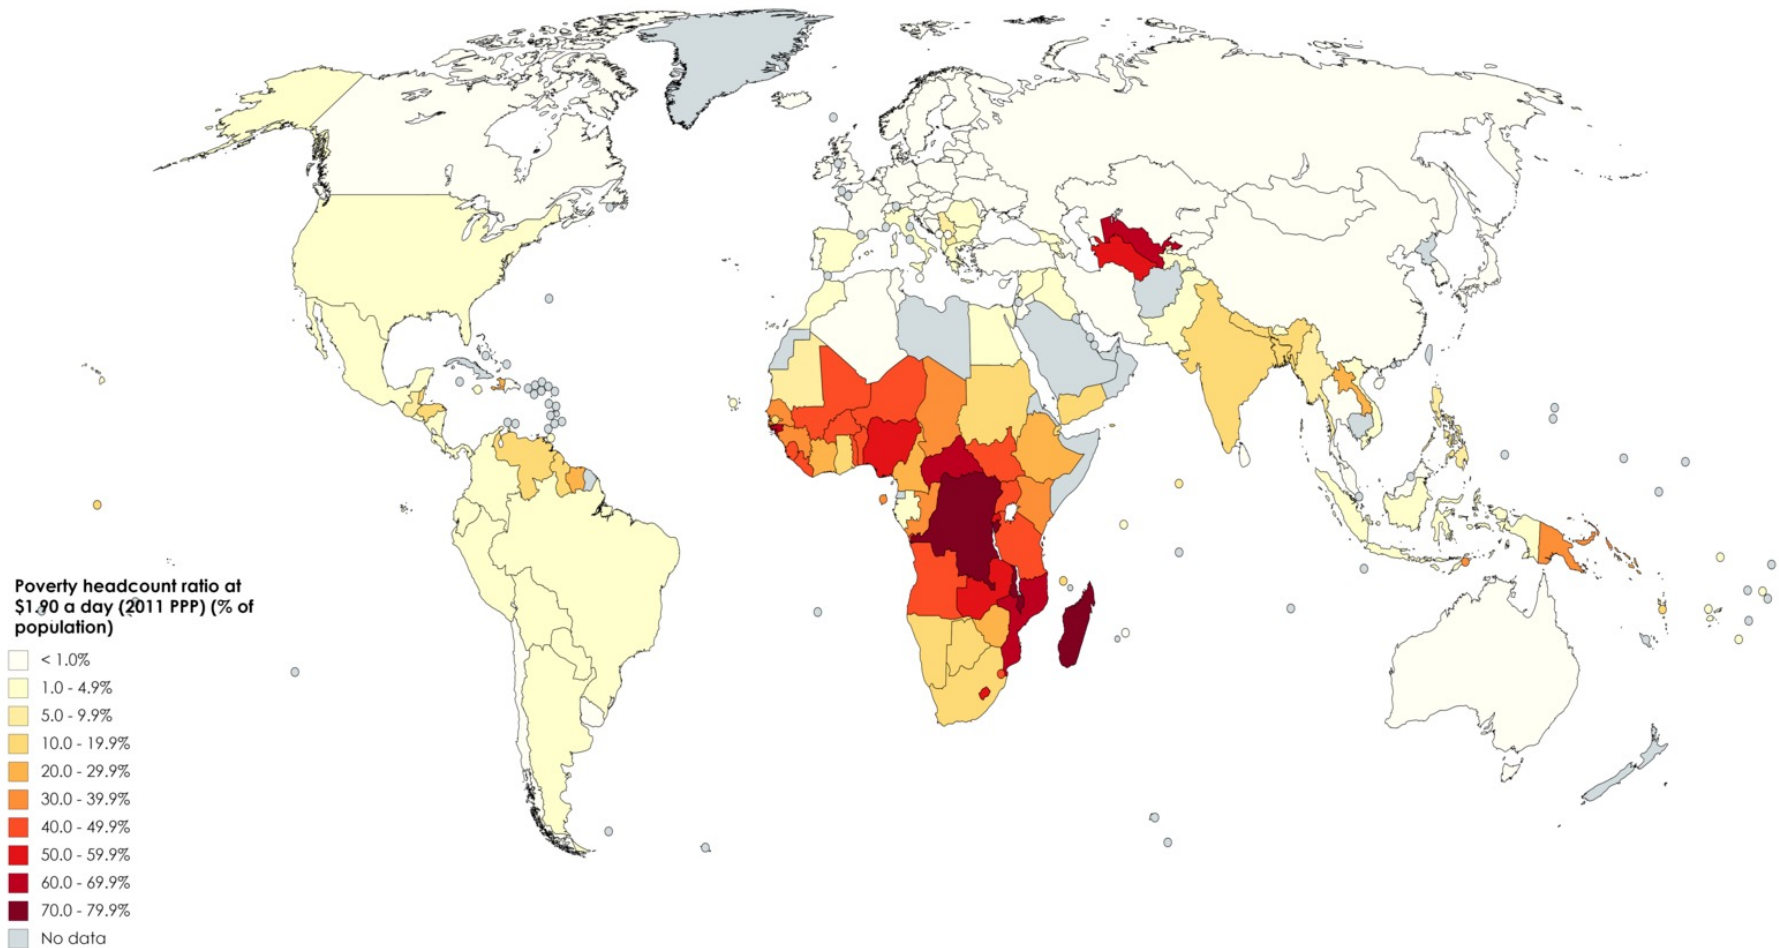 Poverty headcount ratio at
$1.90 a day (2011 PPP) (% of
population)
< 1.0%
1.0 - 4.9%
5.0 - 9.9%
10.0 - 19.9%
20.0 - 29.9%
30.0 - 39.9%
40.0 - 49.9%
50.0 - 59.9%
60.0 - 69.9%
70.0 - 79.9%
No data